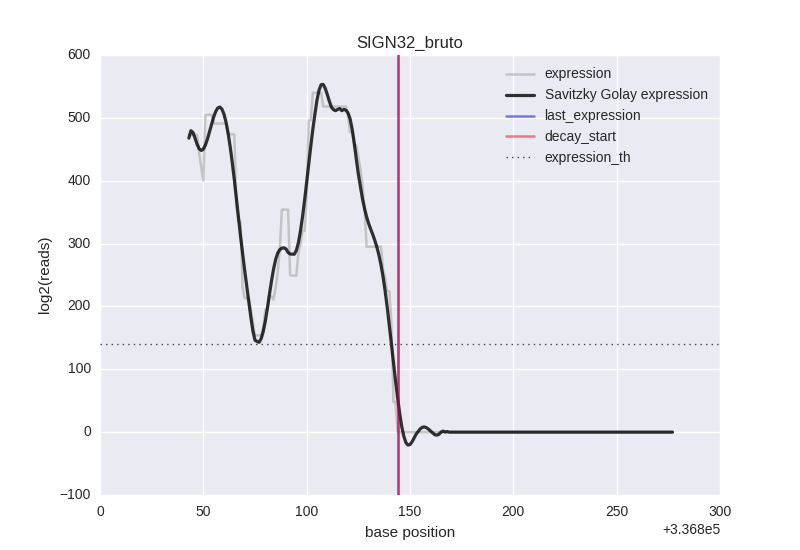 SIGN32_bruto
600
500
400
300
200
100
0
−100
log2(reads)
expression
Savitzky Golay expression
last_expression
decay_start
expression_th
0 50 100 150 200 250 300
base position
+3.368e5